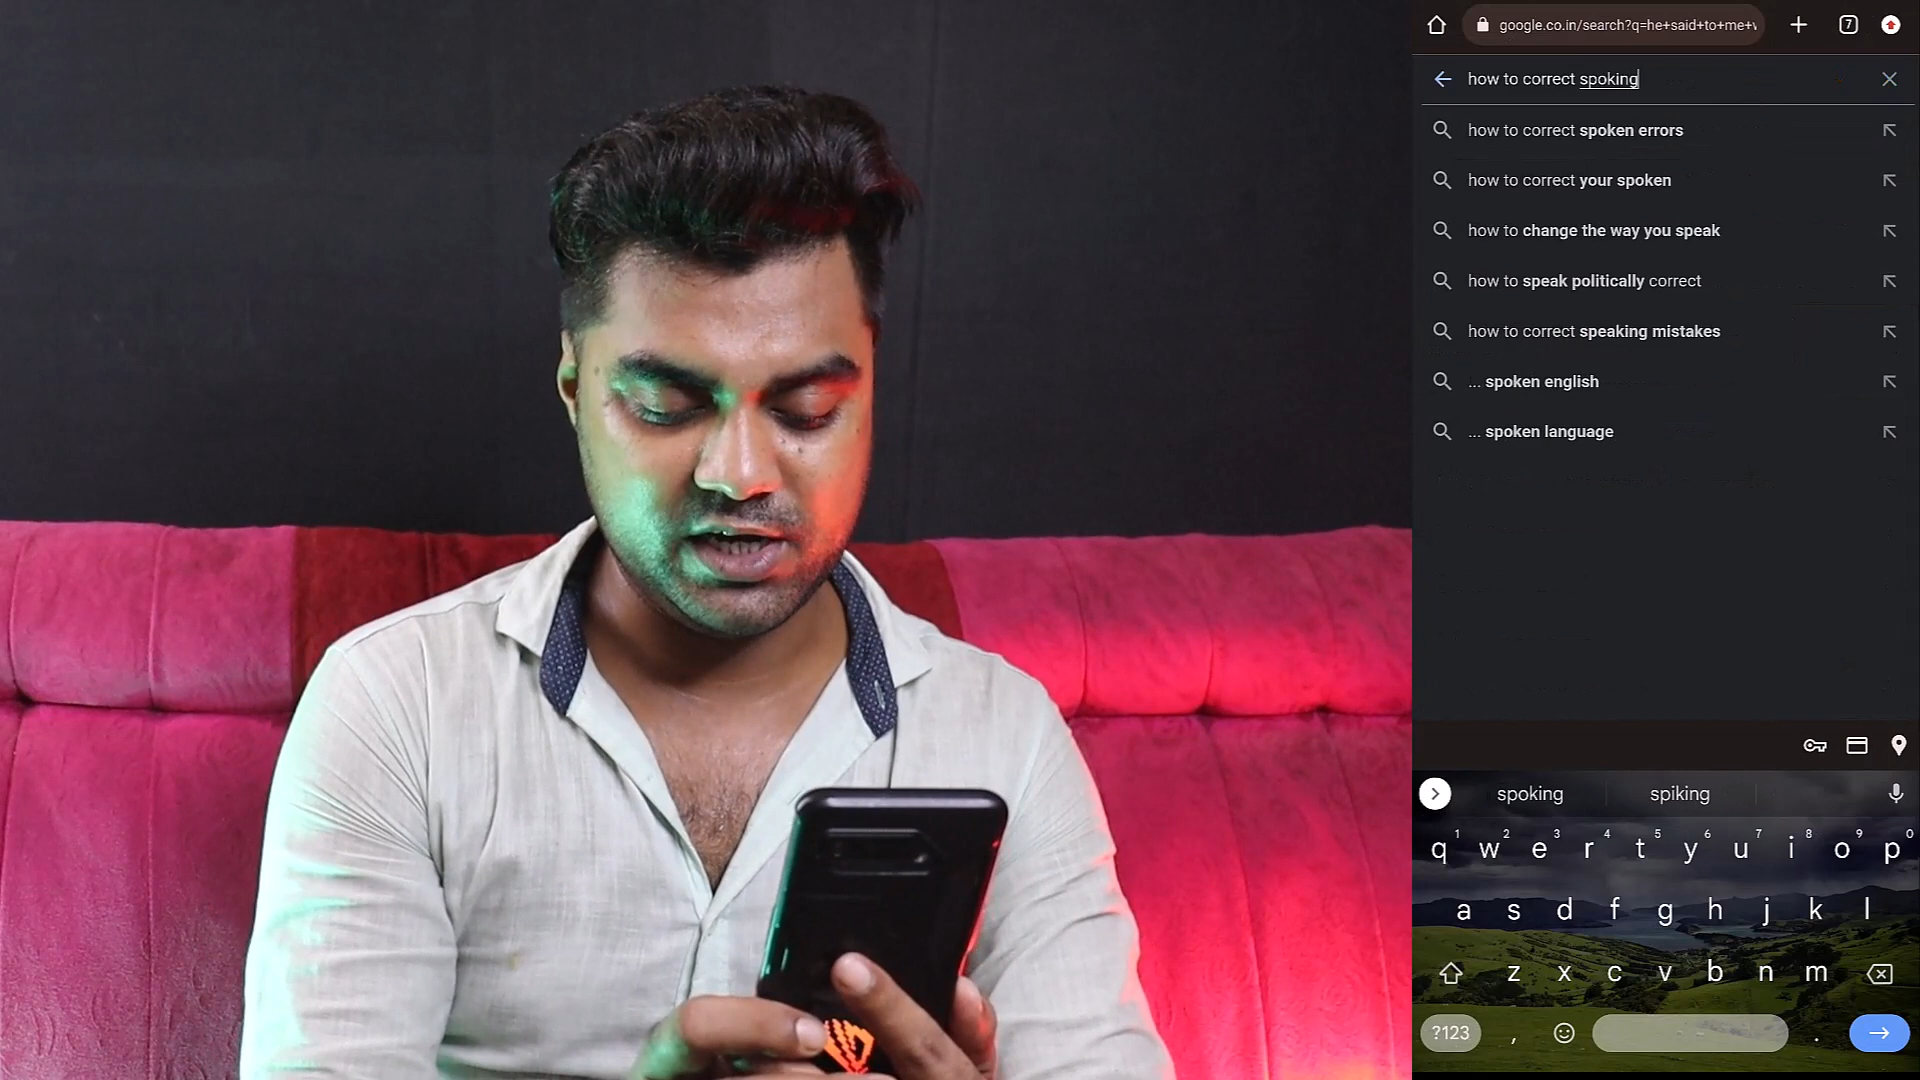 google.co.in/search?q=he+said+to+me+
7
how to correct spoking
how to correct spoken errors
how to correct your spoken
how to change the way you speak
how to speak politically correct
how to correct speaking mistakes
... spoken english
... spoken language
spoking spiking
1 2 3 4 5 6 7 8 9 0
q w e r t y u i o p
a s d f g h j k l
z x c v b n m
?123 , .